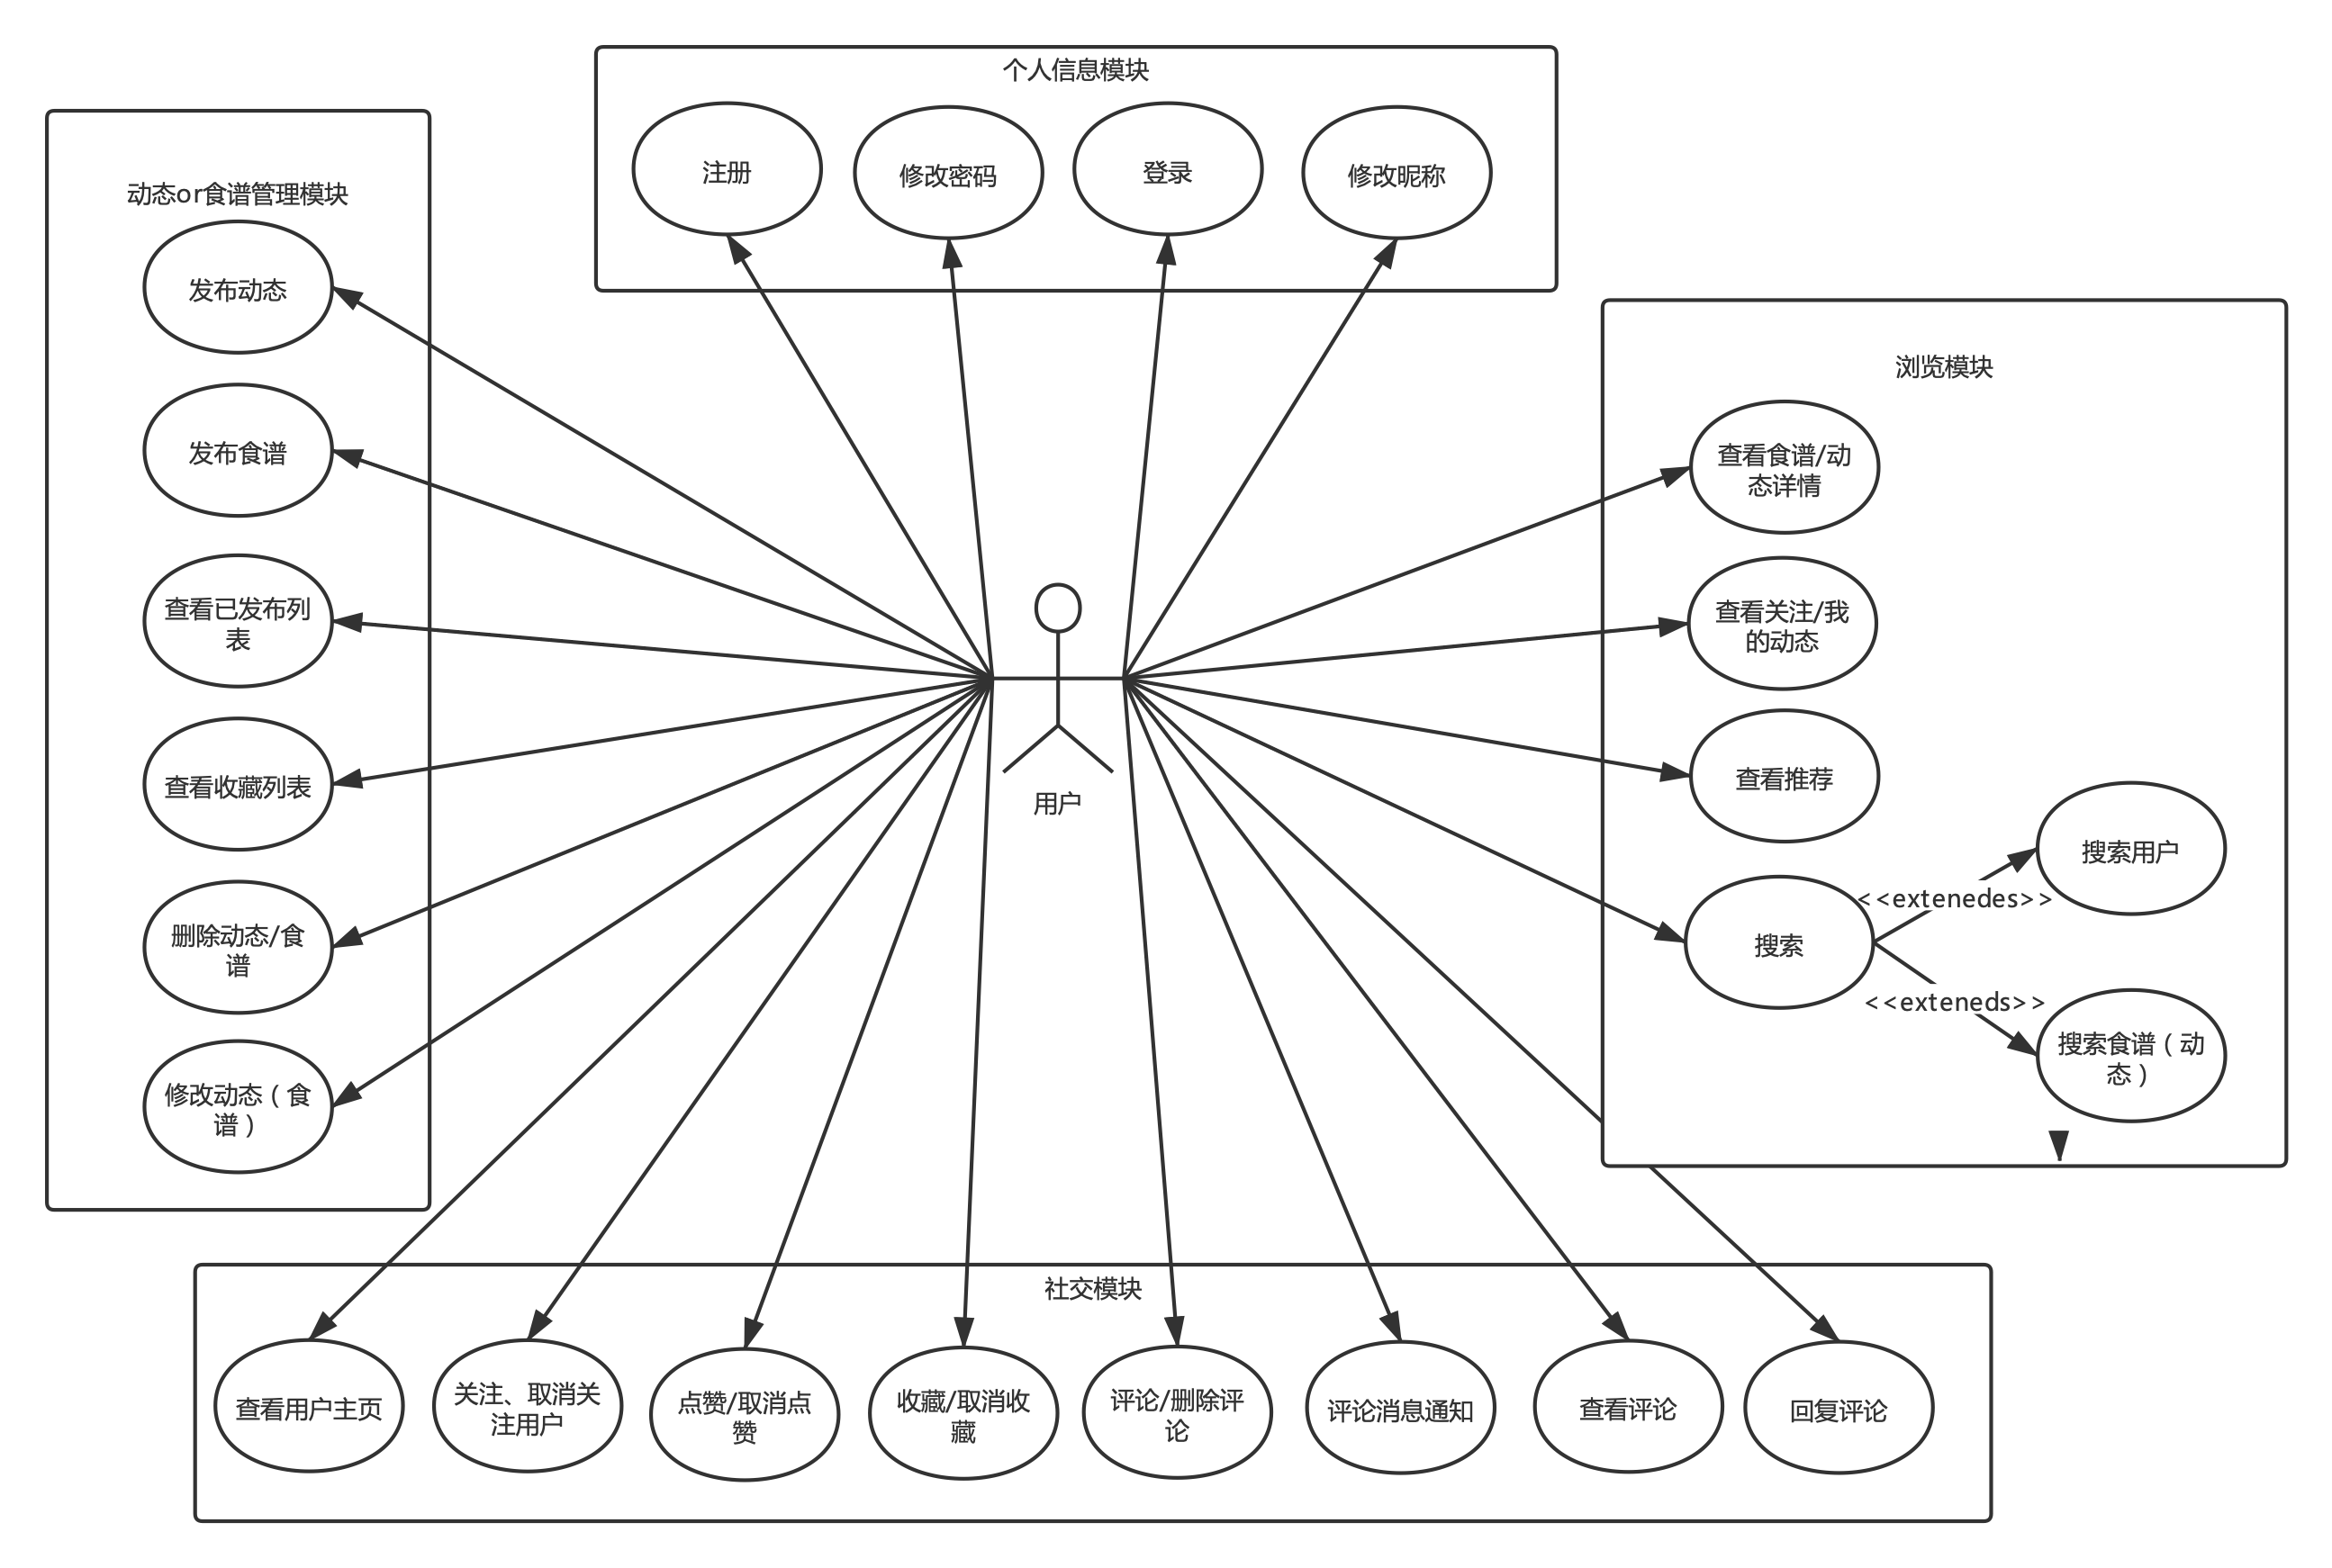 个人信息模块
注册
修改密码
登录
修改昵称
动态or食谱管理模块
发布动态
发布食谱
查看已发布列
表
查看收藏列表
删除动态/食
谱
修改动态（食
谱）
用户
浏览模块
查看食谱/动
态详情
查看关注/我
的动态
查看推荐
搜索
<<extenedes>>
搜索用户
<<exteneds>>
搜索食谱（动
态）
社交模块
查看用户主页
关注、取消关
注用户
点赞/取消点
赞
收藏/取消收
藏
评论/删除评
论
评论消息通知
查看评论
回复评论